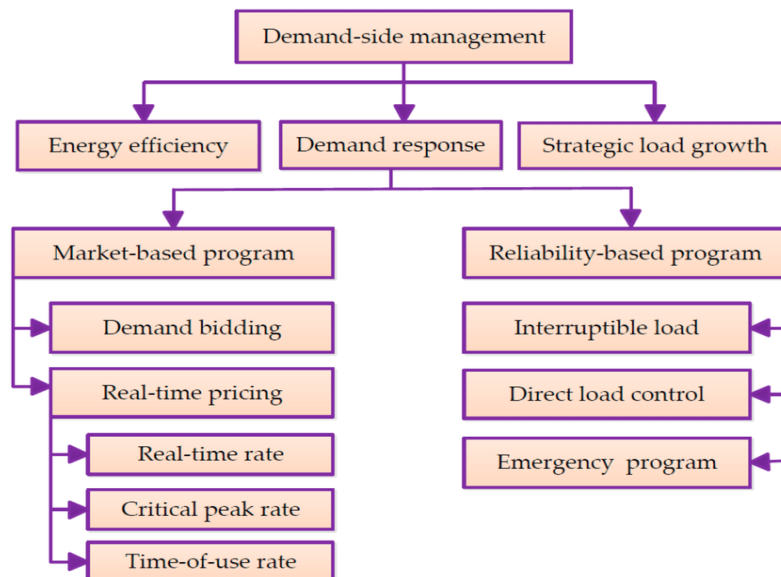 Demand-side management
Energy efficiency
Demand response
Strategic load growth
Market-based program
Reliability-based program
Demand bidding
Interruptible load
Real-time pricing
Direct load control
Real-time rate
Emergency program
Critical peak rate
Time-of-use rate